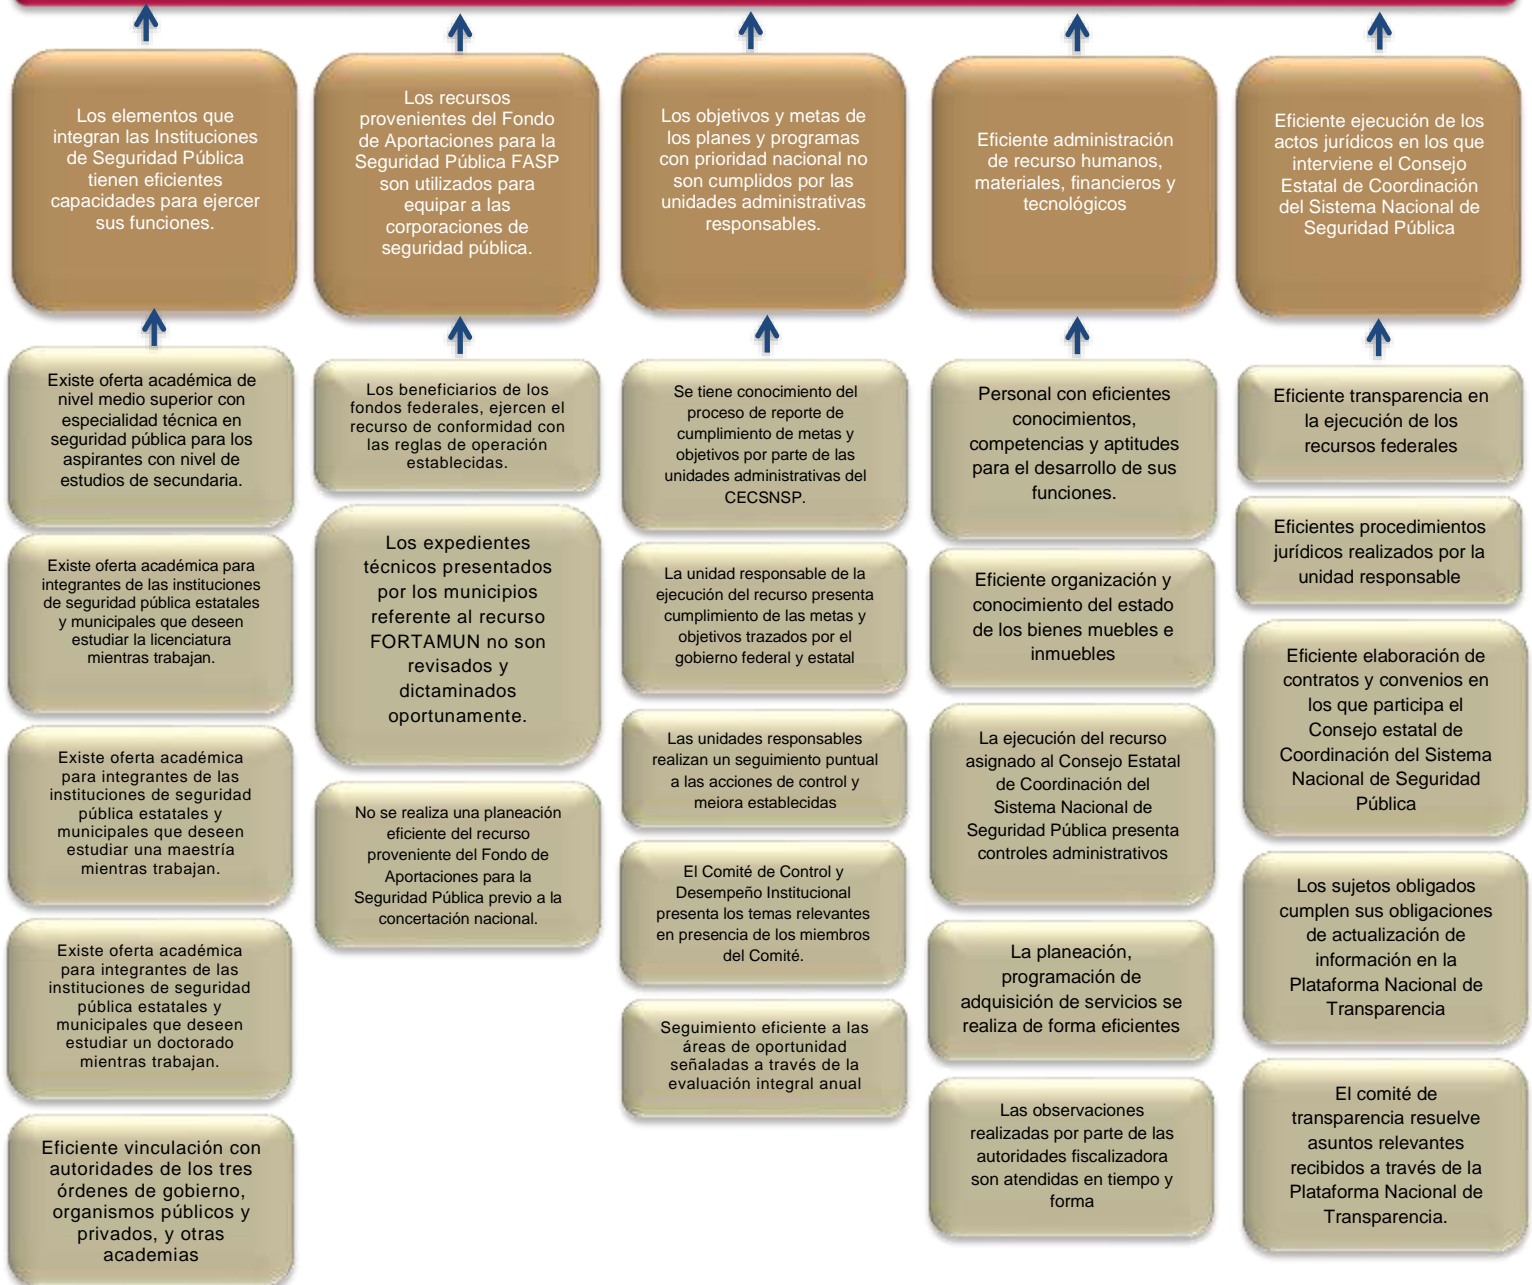 Los elementos que
integran las Instituciones
de Seguridad Pública
tienen eficientes
capacidades para ejercer
sus funciones.
Los recursos
provenientes del Fondo
de Aportaciones para la
Seguridad Pública FASP
son utilizados para
equipar a las
corporaciones de
seguridad pública.
Los objetivos y metas de
los planes y programas
con prioridad nacional no
son cumplidos por las
unidades administrativas
responsables.
Eficiente administración
de recurso humanos,
materiales, financieros y
tecnológicos
Eficiente ejecución de los
actos jurídicos en los que
interviene el Consejo
Estatal de Coordinación
del Sistema Nacional de
Seguridad Pública
Existe oferta académica de
nivel medio superior con
especialidad técnica en
seguridad pública para los
aspirantes con nivel de
estudios de secundaria.
Existe oferta académica para
integrantes de las instituciones
de seguridad pública estatales
y municipales que deseen
estudiar la licenciatura
mientras trabajan.
Existe oferta académica
para integrantes de las
instituciones de seguridad
pública estatales y
municipales que deseen
estudiar una maestría
mientras trabajan.
Existe oferta académica
para integrantes de las
instituciones de seguridad
pública estatales y
municipales que deseen
estudiar un doctorado
mientras trabajan.
Eficiente vinculación con
autoridades de los tres
órdenes de gobierno,
organismos públicos y
privados, y otras
academias
Los beneficiarios de los
fondos federales, ejercen el
recurso de conformidad con
las reglas de operación
establecidas.
Los expedientes
técnicos presentados
por los municipios
referente al recurso
FORTAMUN no son
revisados y
dictaminados
oportunamente.
No se realiza una planeación
eficiente del recurso
proveniente del Fondo de
Aportaciones para la
Seguridad Pública previo a la
concertación nacional.
Se tiene conocimiento del
proceso de reporte de
cumplimiento de metas y
objetivos por parte de las
unidades administrativas del
CECSNSP.
La unidad responsable de la
ejecución del recurso presenta
cumplimiento de las metas y
objetivos trazados por el
gobierno federal y estatal
Las unidades responsables
realizan un seguimiento puntual
a las acciones de control y
mejora establecidas
El Comité de Control y
Desempeño Institucional
presenta los temas relevantes
en presencia de los miembros
del Comité.
Seguimiento eficiente a las
áreas de oportunidad
señaladas a través de la
evaluación integral anual
Personal con eficientes
conocimientos,
competencias y aptitudes
para el desarrollo de sus
funciones.
Eficiente organización y
conocimiento del estado
de los bienes muebles e
inmuebles
La ejecución del recurso
asignado al Consejo Estatal
de Coordinación del
Sistema Nacional de
Seguridad Pública presenta
controles administrativos
La planeación,
programación de
adquisición de servicios se
realiza de forma eficientes
Las observaciones
realizadas por parte de las
autoridades fiscalizadora
son atendidas en tiempo y
forma
Eficiente transparencia en
la ejecución de los
recursos federales
Eficientes procedimientos
jurídicos realizados por la
unidad responsable
Eficiente elaboración de
contratos y convenios en
los que participa el
Consejo estatal de
Coordinación del Sistema
Nacional de Seguridad
Pública
Los sujetos obligados
cumplen sus obligaciones
de actualización de
información en la
Plataforma Nacional de
Transparencia
El comité de
transparencia resuelve
asuntos relevantes
recibidos a través de la
Plataforma Nacional de
Transparencia.